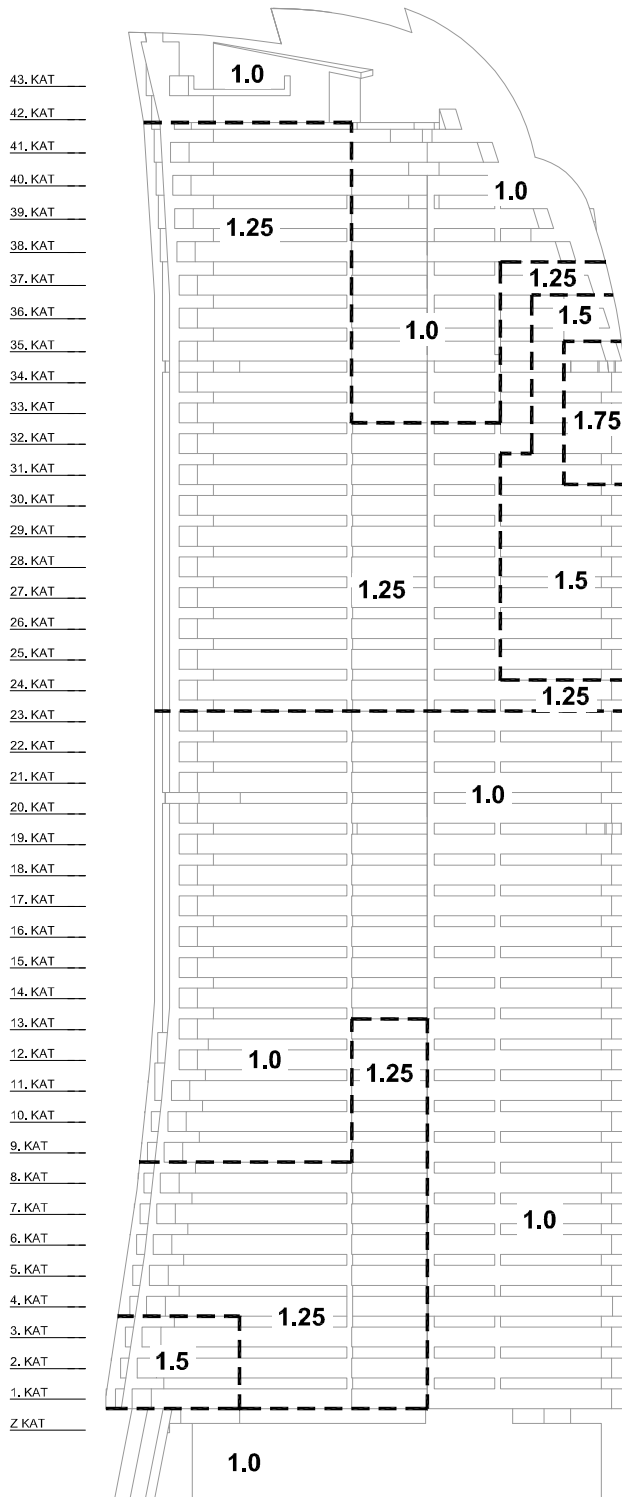 43. KAT
1.0
42. KAT
41. KAT
40. KAT
1.0
39. KAT
1.25
38. KAT
37. KAT
1.25
36. KAT
1.5
1.0
35. KAT
34. KAT
33. KAT
1.75
32. KAT
31. KAT
30. KAT
29. KAT
28. KAT
1.5
27. KAT
1.25
26. KAT
25. KAT
24. KAT
1.25
23. KAT
22. KAT
21. KAT
1.0
20. KAT
19. KAT
18. KAT
17. KAT
16. KAT
15. KAT
14. KAT
13. KAT
12. KAT
1.0
1.25
11. KAT
10. KAT
9. KAT
8. KAT
7. KAT
1.0
6. KAT
5. KAT
4. KAT
1.25
3. KAT
2. KAT
1.5
1. KAT
Z KAT
1.0